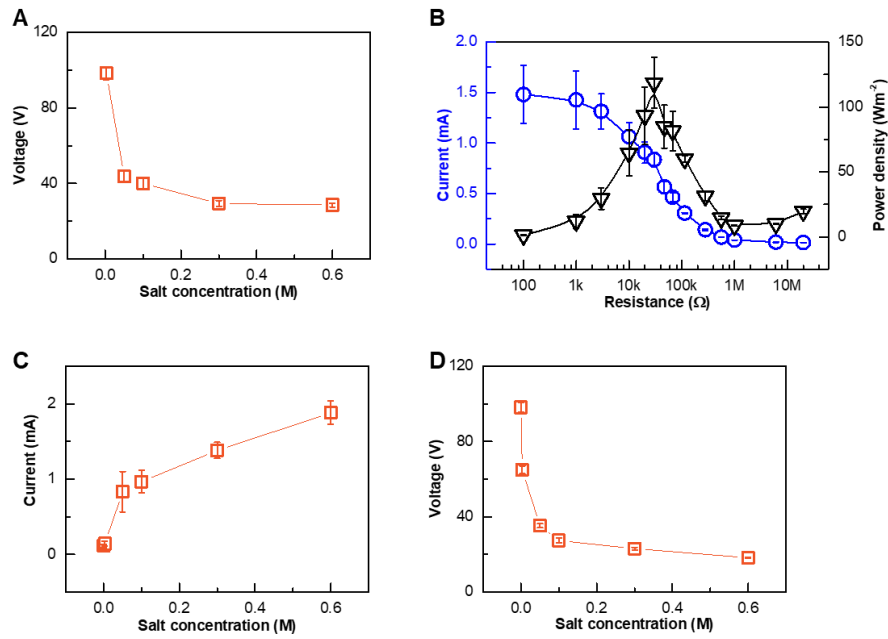 A
120
80
40
0
Voltage (V)
0.0
0.2
0.4
0.6
Salt concentration (M)
B
2.0
1.5
1.0
0.5
0.0
Current (mA)
150
100
50
0
Power density (Wm-2)
100
1k
10k
100k
1M
10M
Resistance (Ω)
C
2
1
0
Current (mA)
0.0
0.2
0.4
0.6
Salt concentration (M)
D
120
80
40
0
Voltage (V)
0.0
0.2
0.4
0.6
Salt concentration (M)